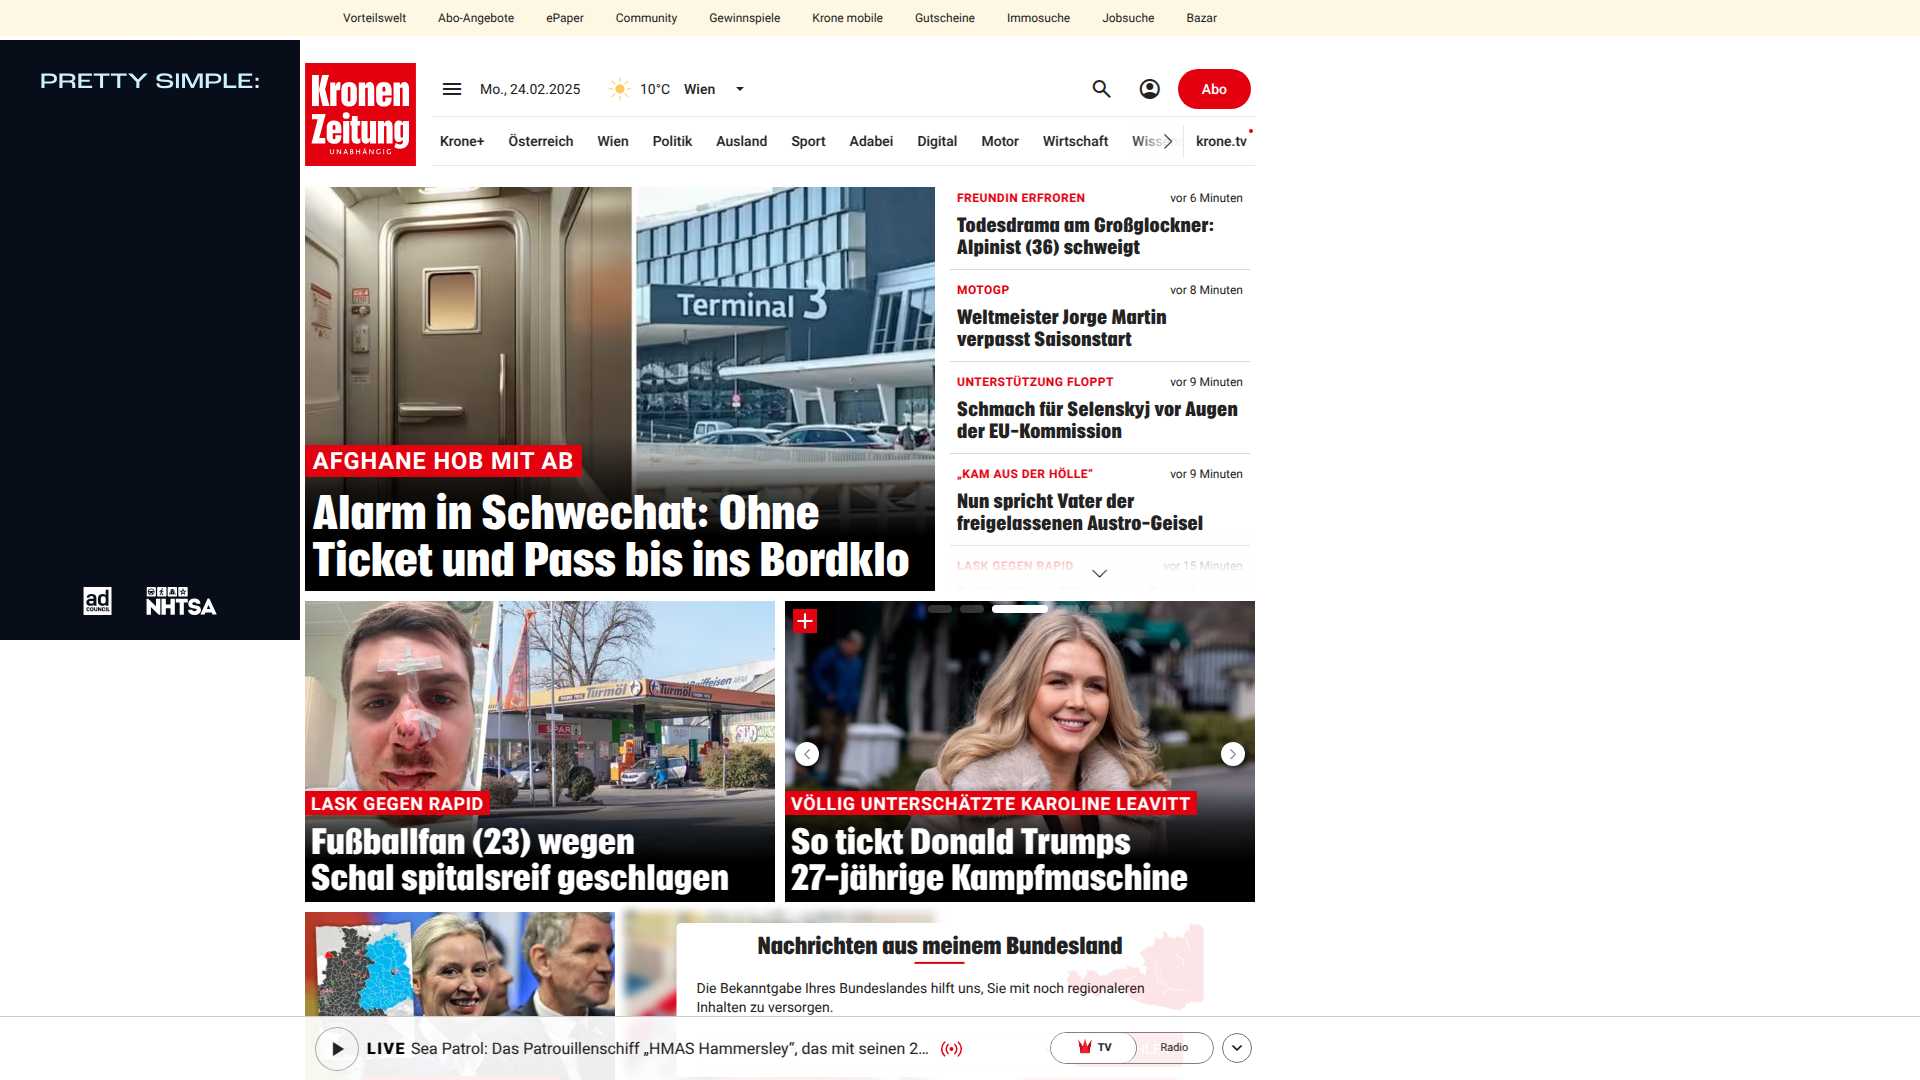 Vorteilswelt Abo-Angebote ePaper Community Gewinnspiele Krone mobile Gutscheine Immosuche Jobsuche Bazar
PRETTY SIMPLE:
ad
COUNCIL
NHTSA
Kronen
Zeitung
UNABHÄNGIG
Mo., 24.02.2025 10°C Wien
Abo
Krone+ Österreich Wien Politik Ausland Sport Adabei Digital Motor Wirtschaft Wiss krone.tv
Terminal 3
AFGHANE HOB MIT AB
Alarm in Schwechat: Ohne
Ticket und Pass bis ins Bordklo
FREUNDIN ERFROREN vor 6 Minuten
Todesdrama am Großglockner:
Alpinist (36) schweigt
MOTOGP vor 8 Minuten
Weltmeister Jorge Martin
verpasst Saisonstart
UNTERSTÜTZUNG FLOPPT vor 9 Minuten
Schmach für Selenskyj vor Augen
der EU-Kommission
„KAM AUS DER HÖLLE“ vor 9 Minuten
Nun spricht Vater der
freigelassenen Austro-Geisel
LASK GEGEN RAPID vor 15 Minuten
Raiffeisen
Turmöl Turmöl
SPAR
LASK GEGEN RAPID
Fußballfan (23) wegen
Schal spitalsreif geschlagen
VÖLLIG UNTERSCHÄTZTE KAROLINE LEAVITT
So tickt Donald Trumps
27-jährige Kampfmaschine
Nachrichten aus meinem Bundesland
Die Bekanntgabe Ihres Bundeslandes hilft uns, Sie mit noch regionaleren
Inhalten zu versorgen.
LIVE Sea Patrol: Das Patrouillenschiff „HMAS Hammersley“, das mit seinen 2...
TV Radio